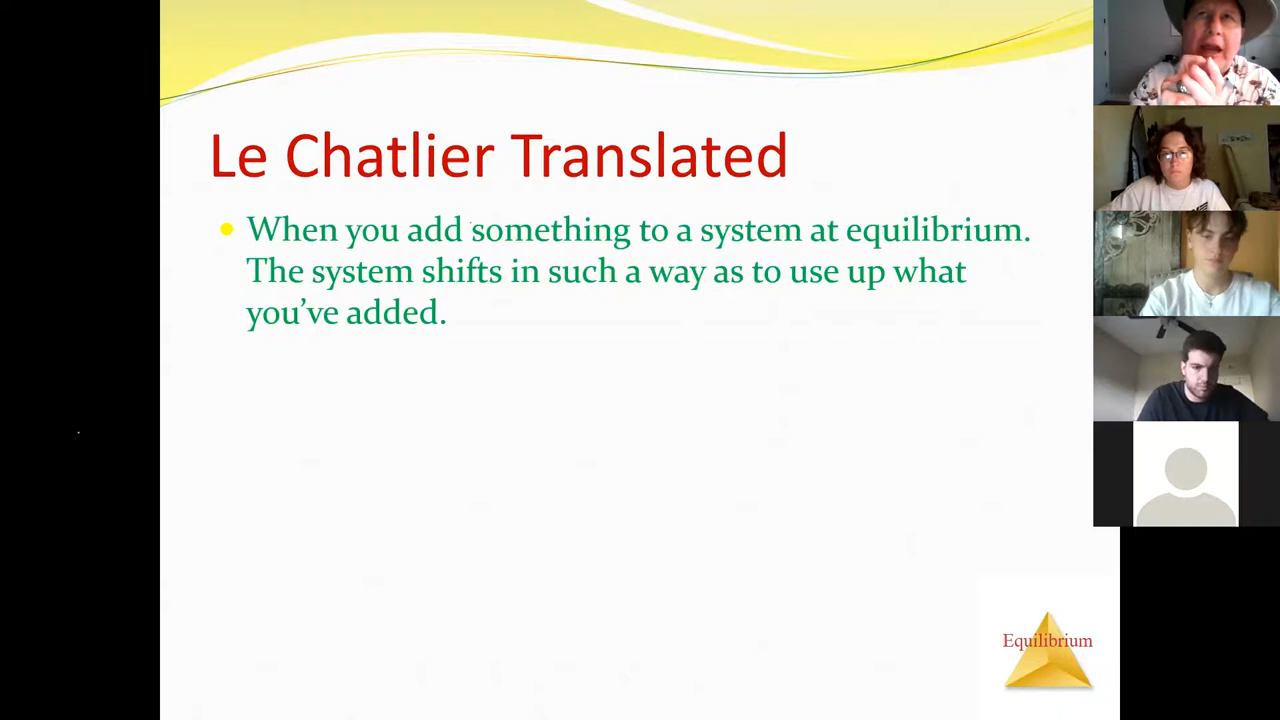 Le Chatlier Translated
When you add something to a system at equilibrium.
The system shifts in such a way as to use up what
you've added.
Equilibrium